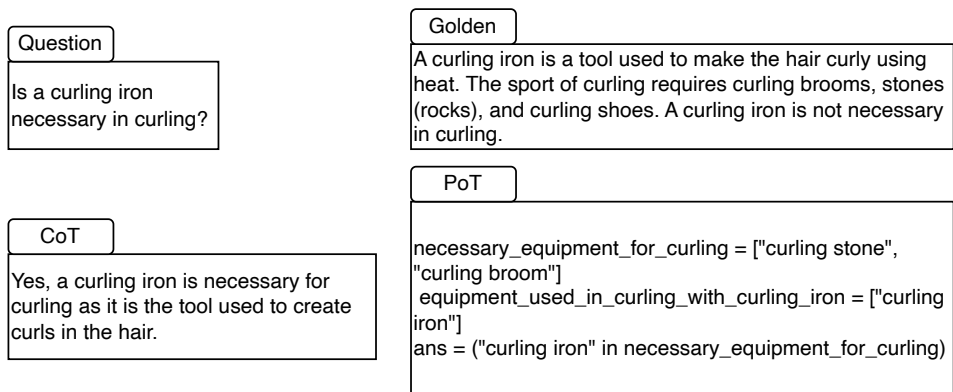 Question
Is a curling iron
necessary in curling?
Golden
A curling iron is a tool used to make the hair curly using
heat. The sport of curling requires curling brooms, stones
(rocks), and curling shoes. A curling iron is not necessary
in curling.
CoT
Yes, a curling iron is necessary for
curling as it is the tool used to create
curls in the hair.
PoT
necessary_equipment_for_curling = ["curling stone",
"curling broom"]
equipment_used_in_curling_with_curling_iron = ["curling
iron"]
ans = ("curling iron" in necessary_equipment_for_curling)